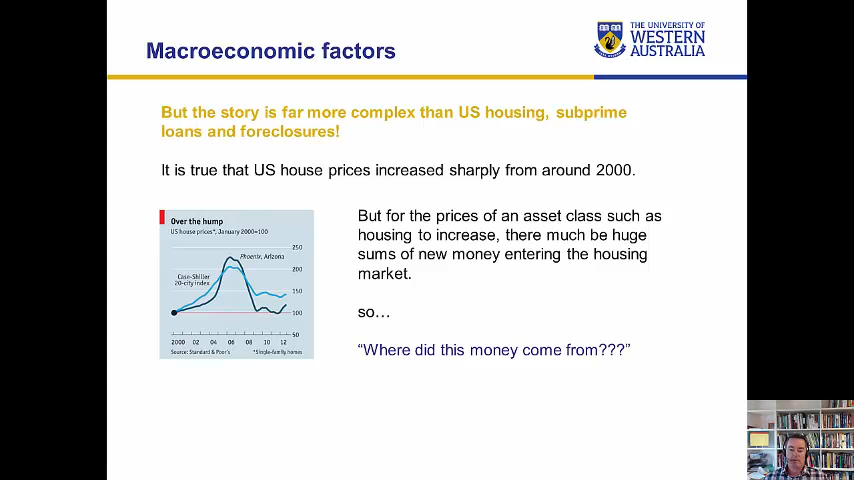 Macroeconomic factors
THE UNIVERSITY OF
WESTERN
AUSTRALIA
But the story is far more complex than US housing, subprime
loans and foreclosures!
It is true that US house prices increased sharply from around 2000.
Over the hump
US house prices*, January 2000=100
250
Phoenix, Arizona
200
Case-Shiller
20-city index
150
100
50
2000 02 04 06 08 10 12
Source: Standard & Poor's *Single-family homes
But for the prices of an asset class such as
housing to increase, there much be huge
sums of new money entering the housing
market.
so…
“Where did this money come from???”